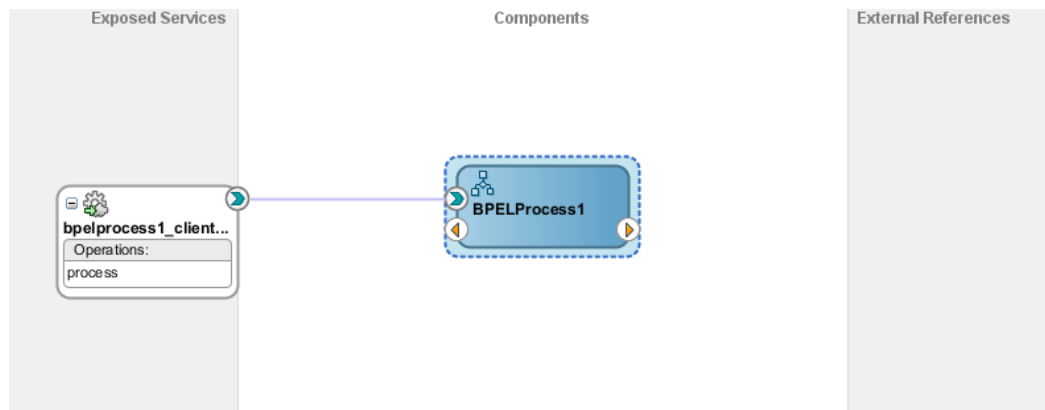 Exposed Services
Components
External References
bpelprocess1_client...
Operations:
process
BPELProcess1